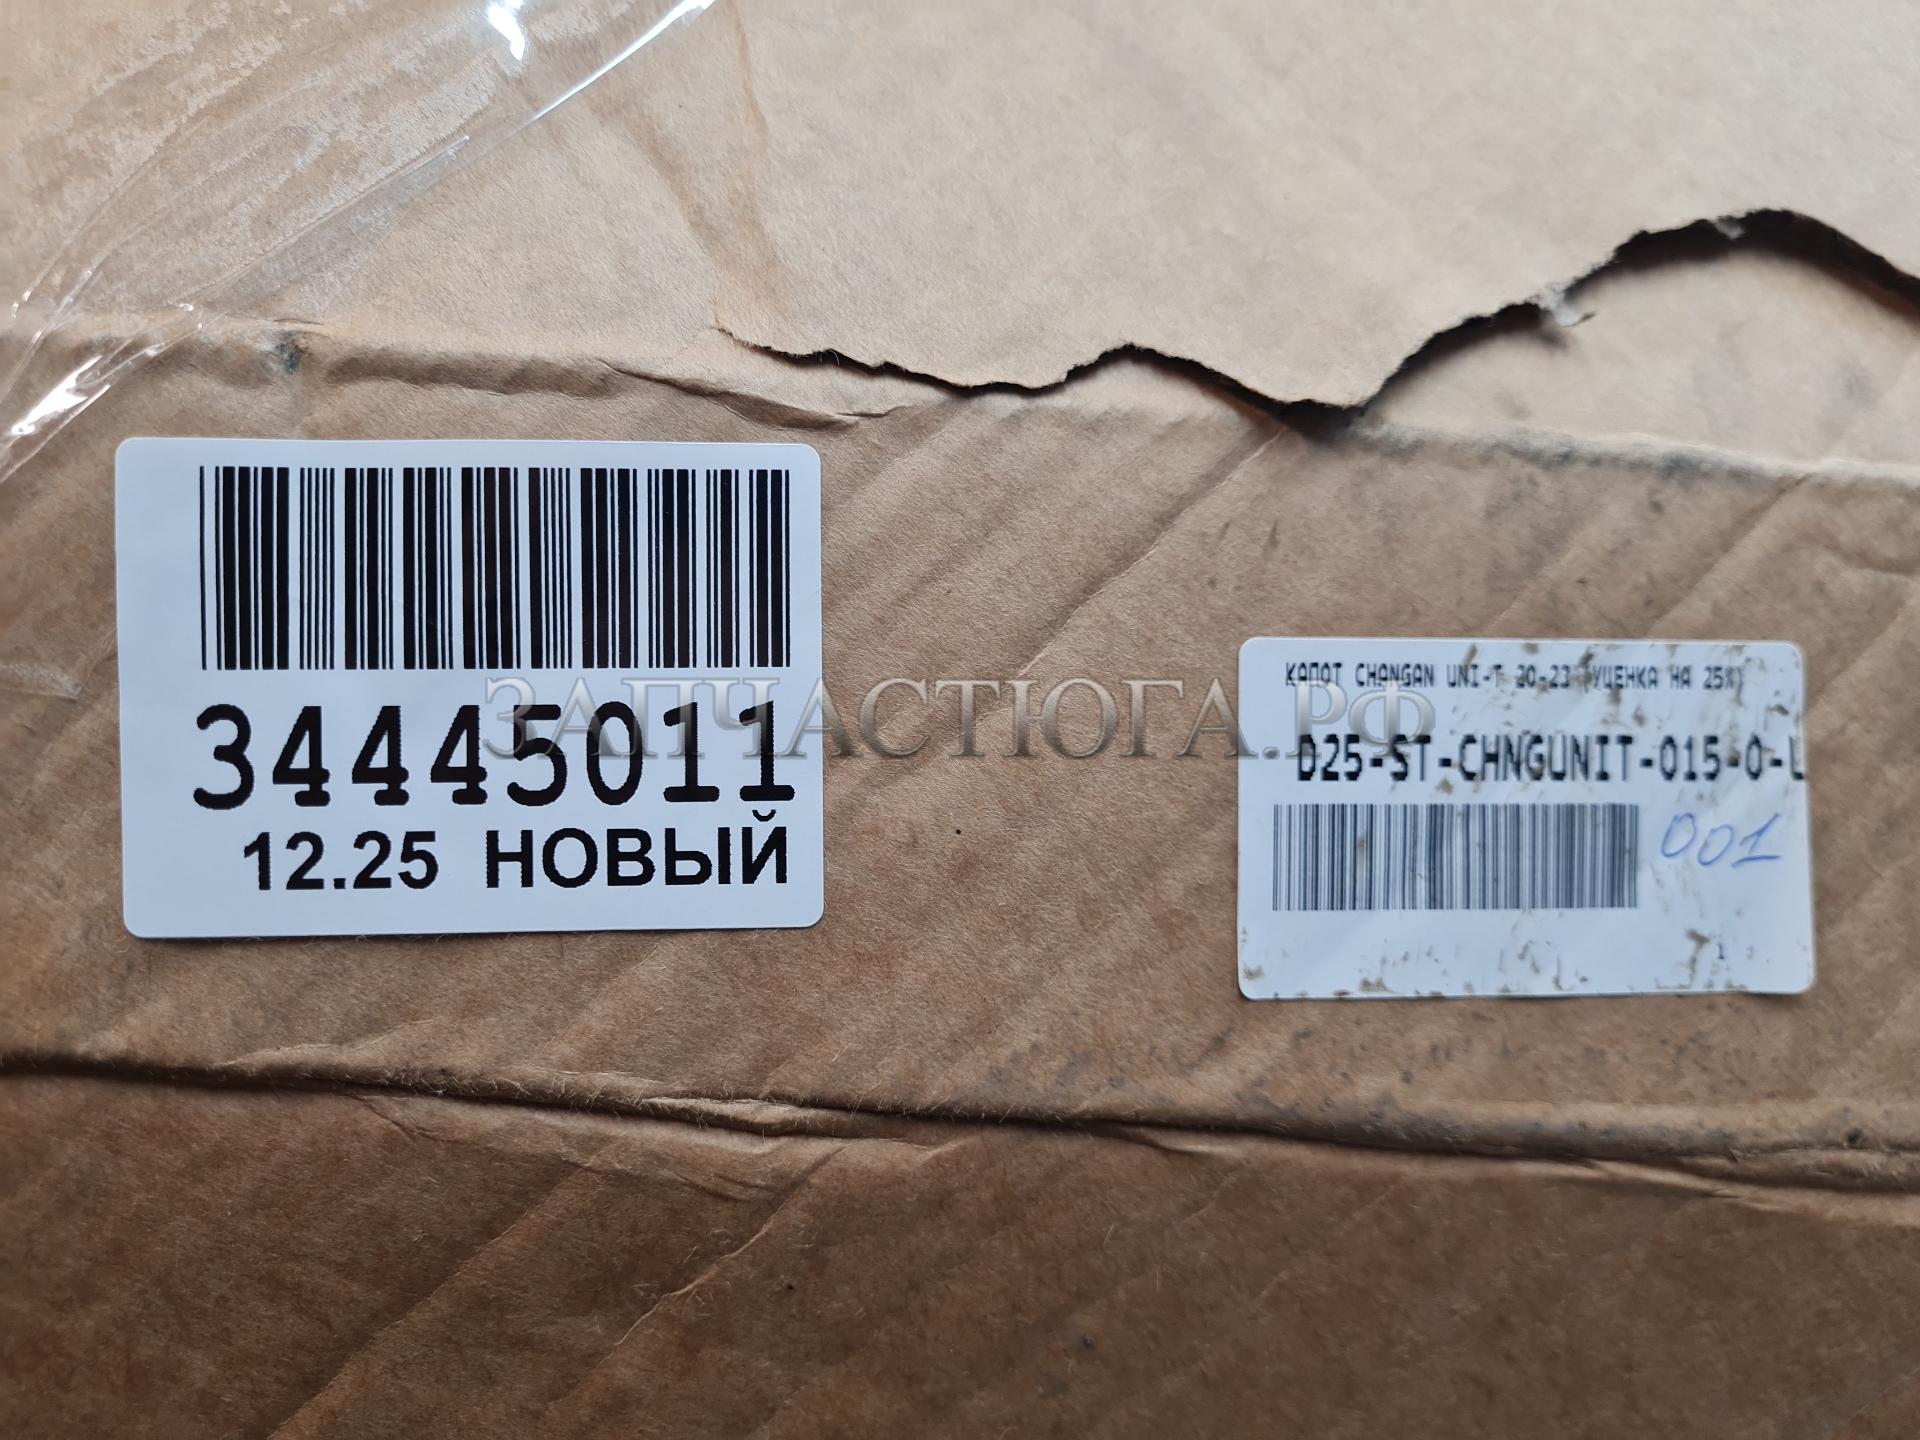 34445011
12.25 НОВЫЙ
ЗАПЧАСТЮГА.РФ
КАПОТ CHANGAN UNI-T 20-23 (УЦЕНКА НА 25%)
D25-ST-CHNGUNIT-015-0-L
001
1